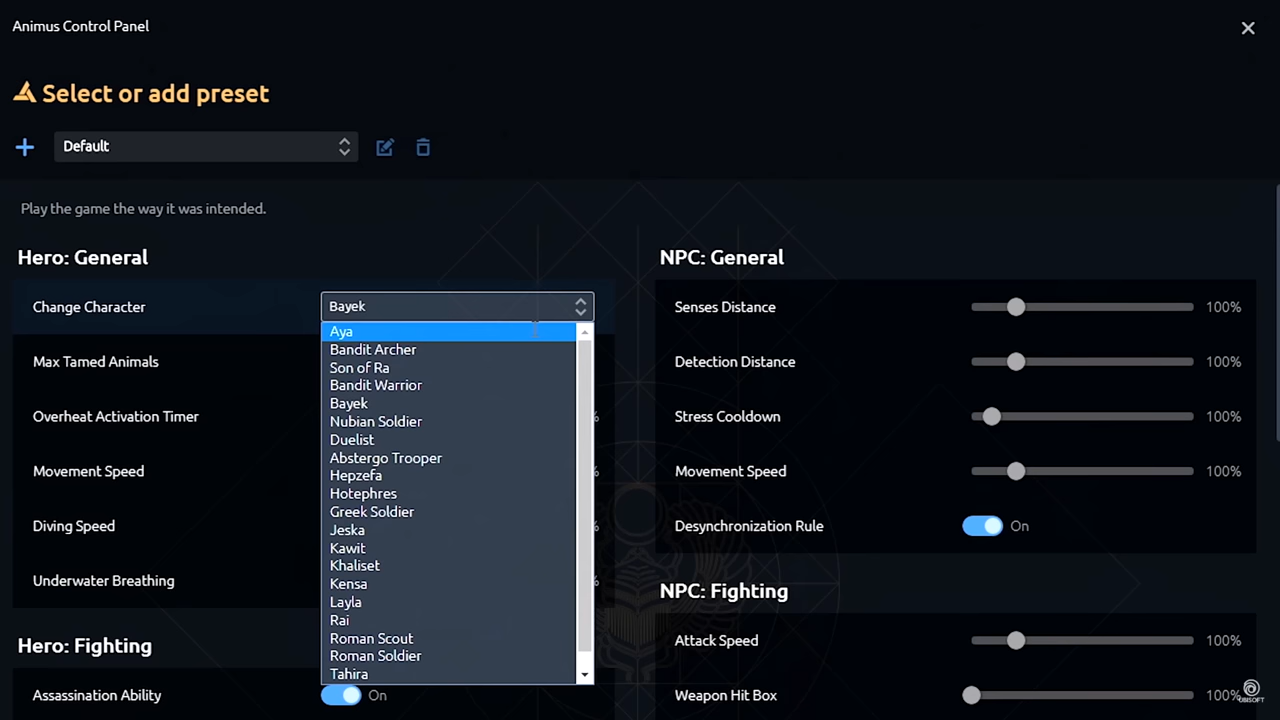 Animus Control Panel
Select or add preset
Default
Play the game the way it was intended.
Hero: General
Change Character
Bayek
Aya
Bandit Archer
Son of Ra
Bandit Warrior
Bayek
Nubian Soldier
Duelist
Abstergo Trooper
Hepzefa
Hotephres
Greek Soldier
Jeska
Kawit
Khaliset
Kensa
Layla
Rai
Roman Scout
Roman Soldier
Tahira
Max Tamed Animals
Overheat Activation Timer
%
Movement Speed
%
Diving Speed
%
Underwater Breathing
%
Hero: Fighting
Assassination Ability
On
NPC: General
Senses Distance
100%
Detection Distance
100%
Stress Cooldown
100%
Movement Speed
100%
Desynchronization Rule
On
NPC: Fighting
Attack Speed
100%
Weapon Hit Box
100%
UBISOFT